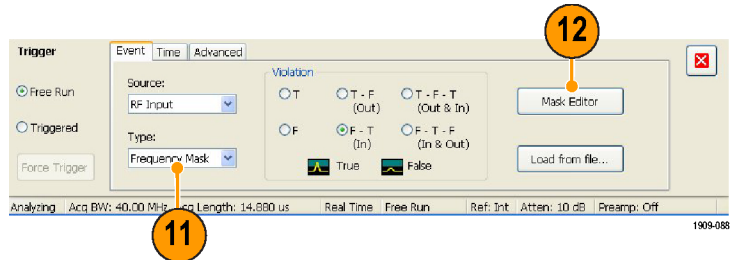 12
Trigger
Event Time Advanced
Free Run
Triggered
Force Trigger
Source:
RF Input
Type:
Frequency Mask
Violation
T
T - F
(Out)
T - F - T
(Out & In)
F
F - T
(In)
F - T - F
(In & Out)
True
False
Mask Editor
Load from file...
Analyzing Acq BW: 40.00 MHz, Acq Length: 14.880 us Real Time Free Run Ref: Int Atten: 10 dB Preamp: Off
11
1909-088